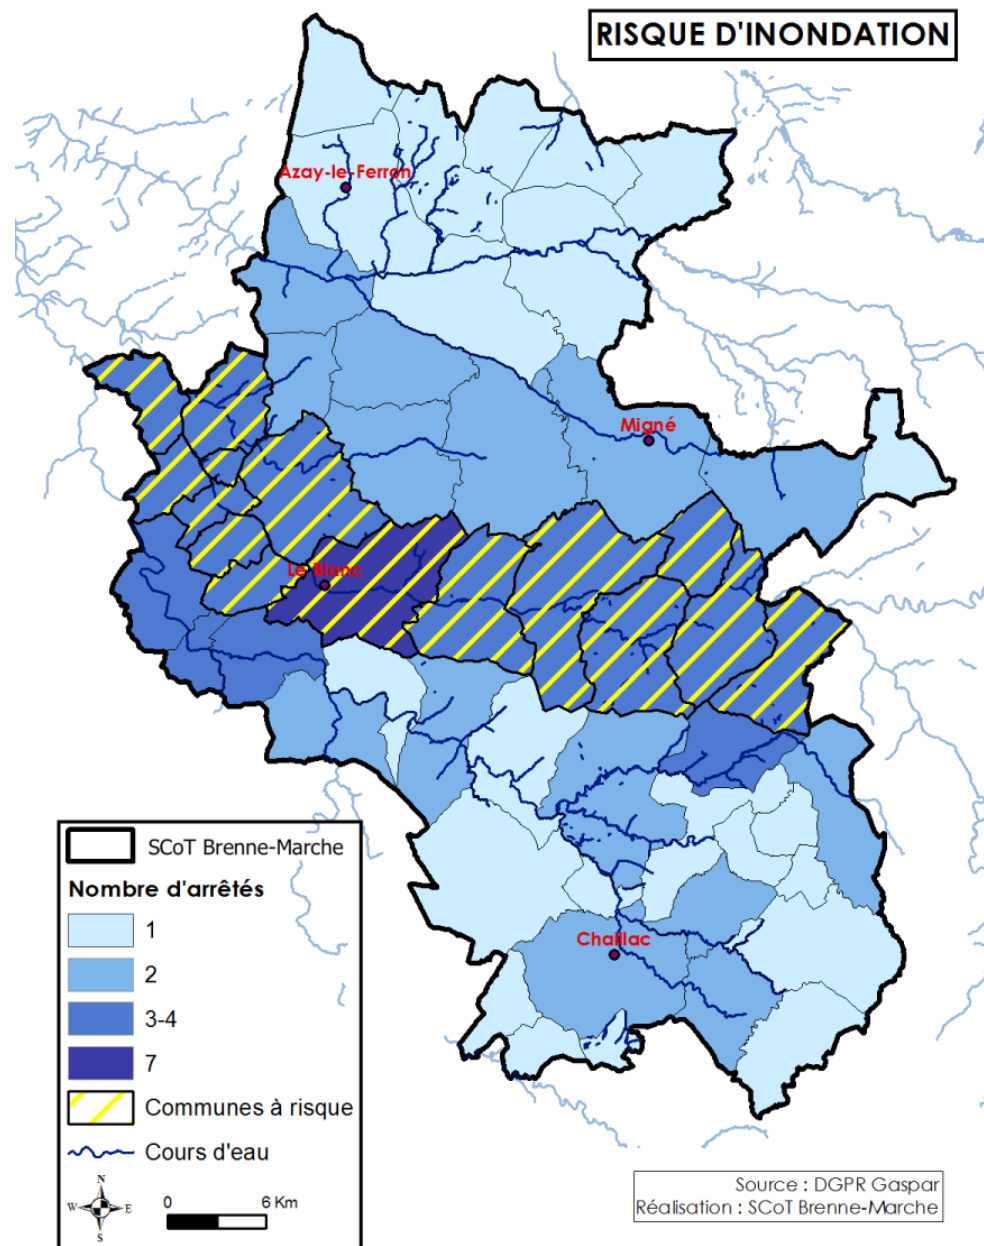 RISQUE D'INONDATION
Azay-le-Ferron
Migné
Le Blanc
Chaillac
SCoT Brenne-Marche
Nombre d'arrêtés
1
2
3-4
7
Communes à risque
Cours d'eau
N
W E
S
0 6 Km
Source : DGPR Gaspar
Réalisation : SCoT Brenne-Marche